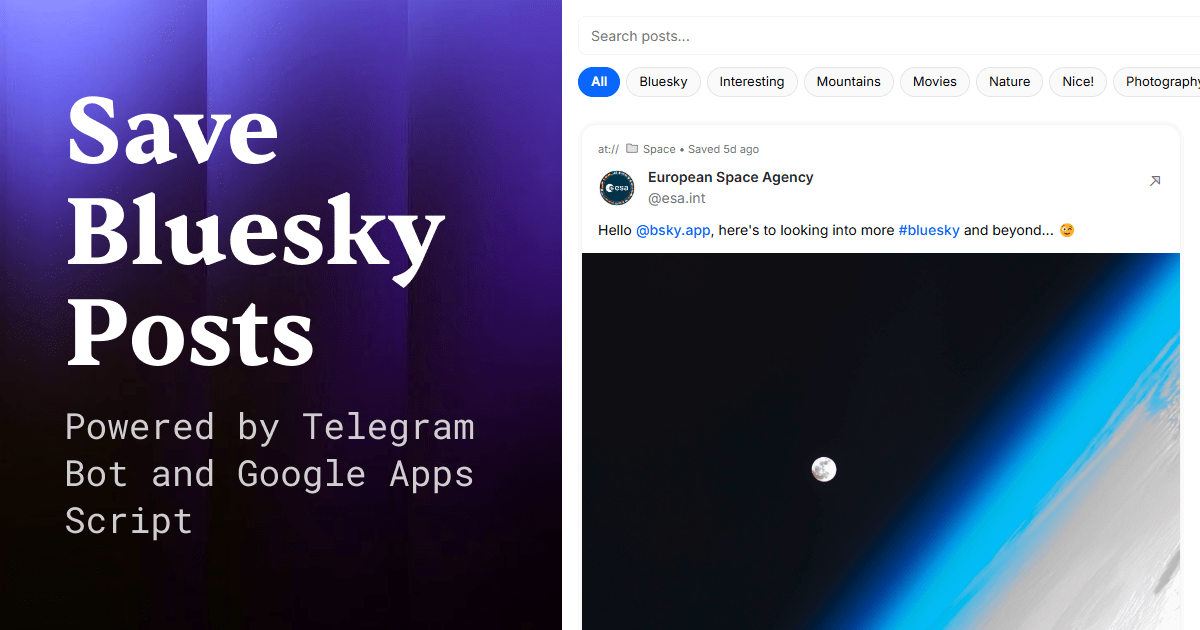 Save
Bluesky
Posts
Powered by Telegram
Bot and Google Apps
Script
Search posts...
All Bluesky Interesting Mountains Movies Nature Nice! Photography
at:// Space • Saved 5d ago
esa
European Space Agency
@esa.int
Hello @bsky.app, here's to looking into more #bluesky and beyond... 😉